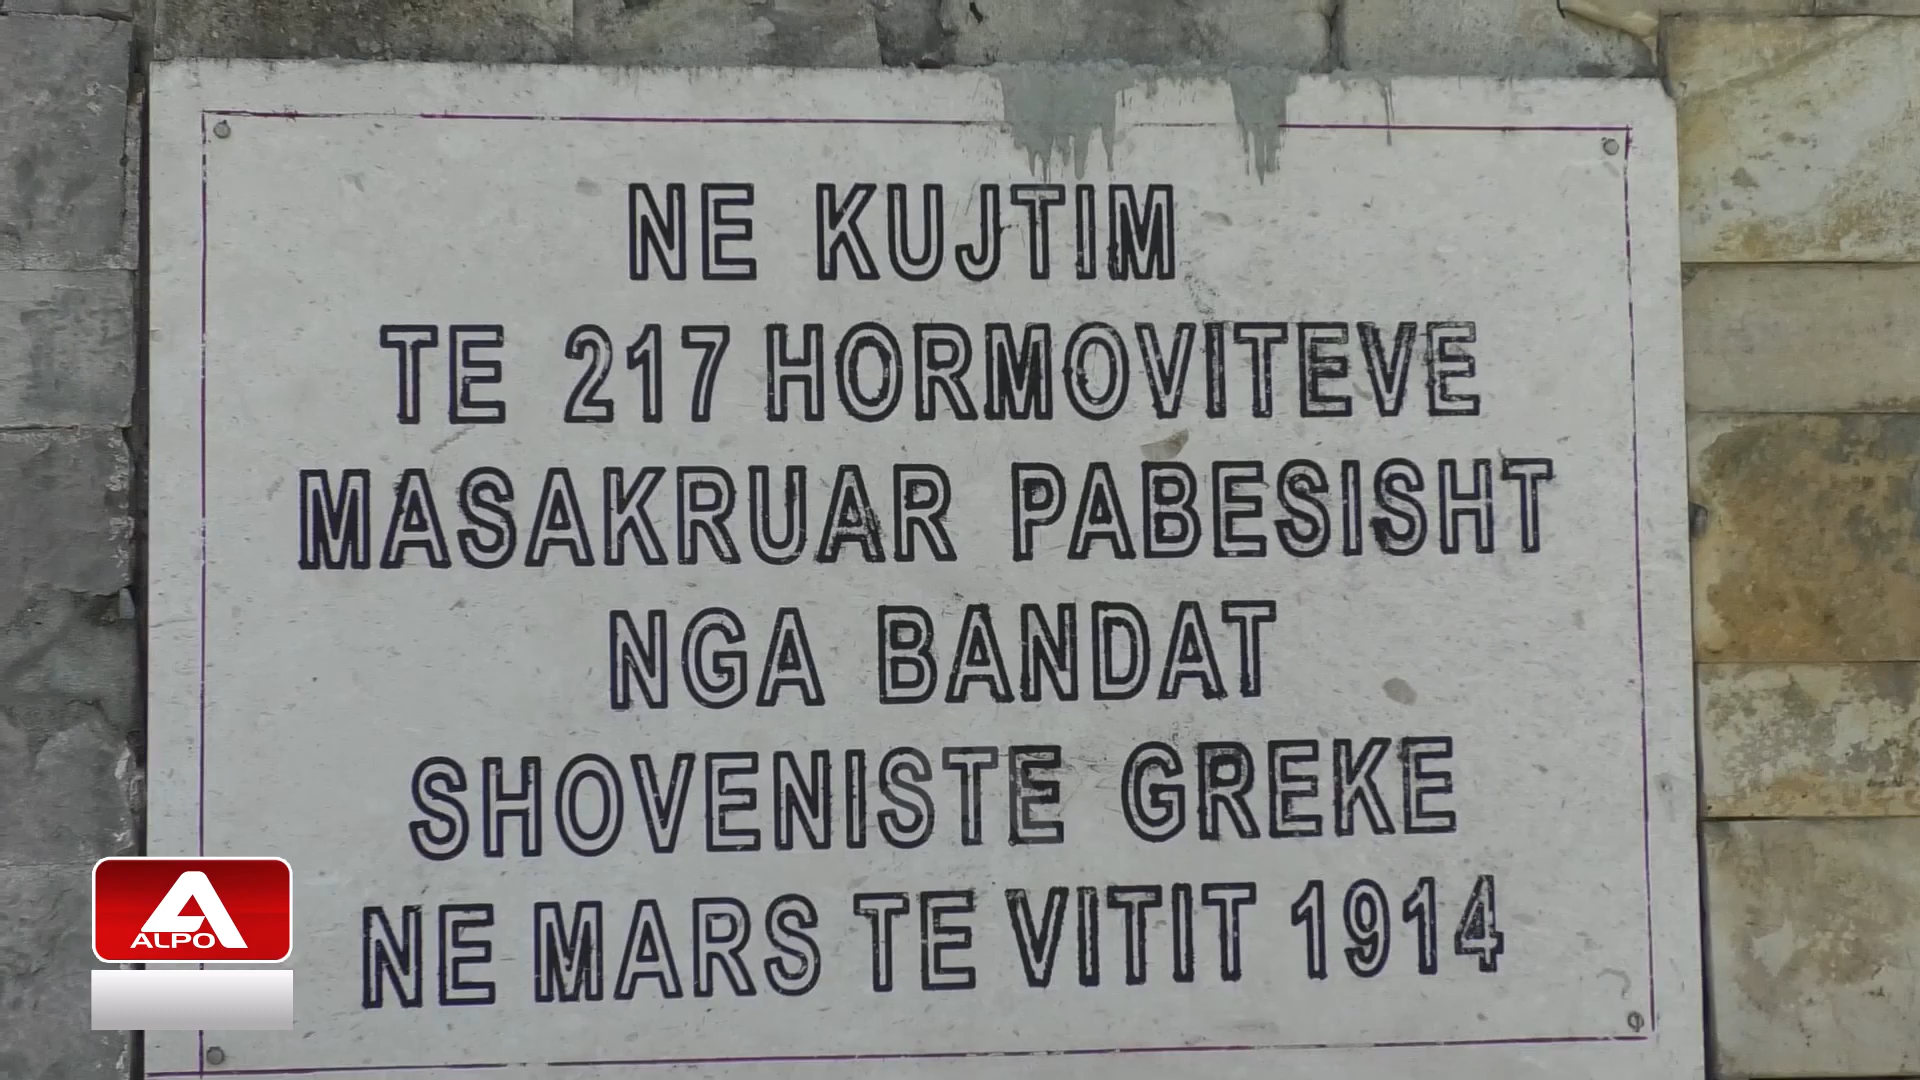 NE KUJTIM
TE 217 HORMOVITEVE
MASAKRUAR PABESISHT
NGA BANDAT
SHOVENISTE GREKE
NE MARS TE VITIT 1914
ALPO